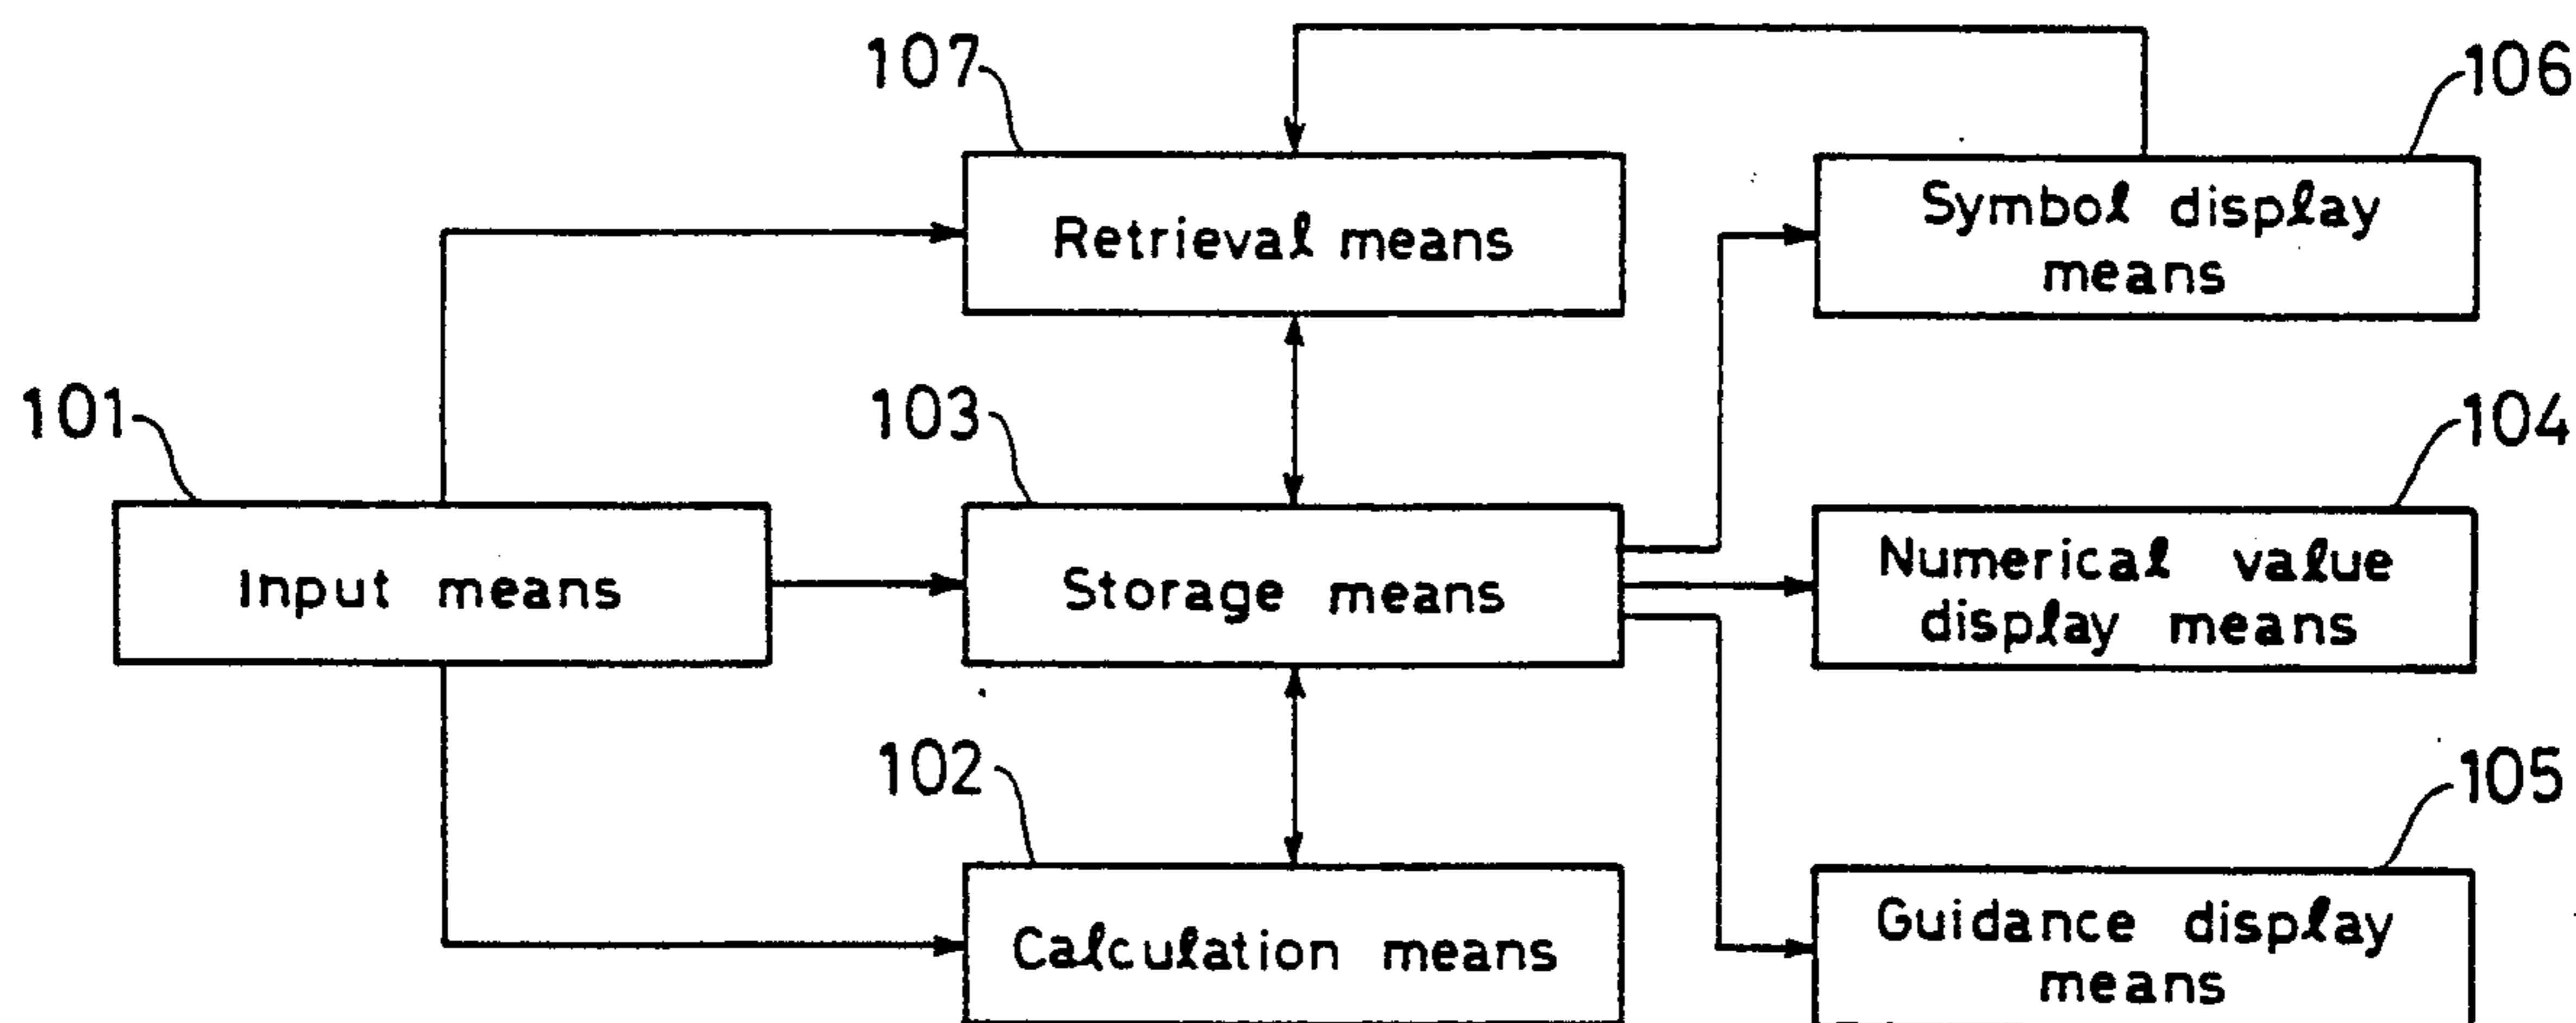 107
106
Retrieval means
Symbol display
means
101
103
104
Input means
Storage means
Numerical value
display means
102
105
Calculation means
Guidance display
means